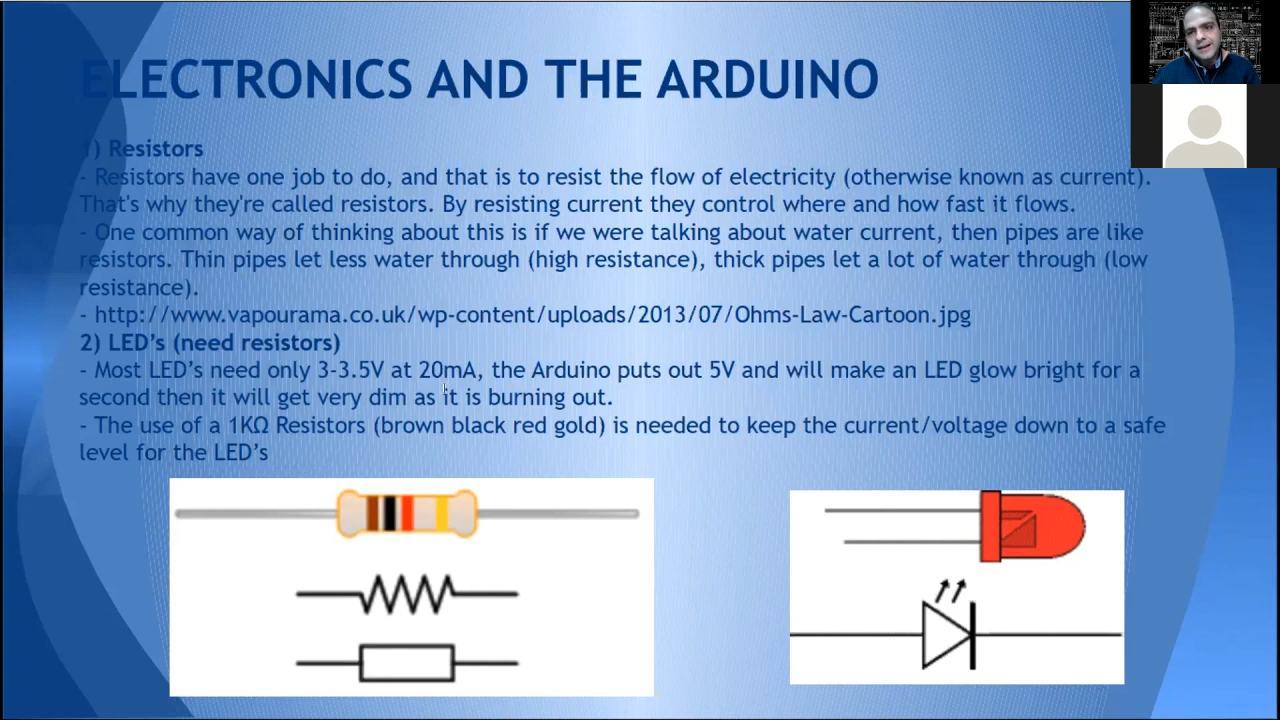 ELECTRONICS AND THE ARDUINO
1) Resistors
- Resistors have one job to do, and that is to resist the flow of electricity (otherwise known as current).
That's why they're called resistors. By resisting current they control where and how fast it flows.
- One common way of thinking about this is if we were talking about water current, then pipes are like
resistors. Thin pipes let less water through (high resistance), thick pipes let a lot of water through (low
resistance).
- http://www.vapourama.co.uk/wp-content/uploads/2013/07/Ohms-Law-Cartoon.jpg
2) LED’s (need resistors)
- Most LED’s need only 3-3.5V at 20mA, the Arduino puts out 5V and will make an LED glow bright for a
second then it will get very dim as it is burning out.
- The use of a 1KΩ Resistors (brown black red gold) is needed to keep the current/voltage down to a safe
level for the LED’s